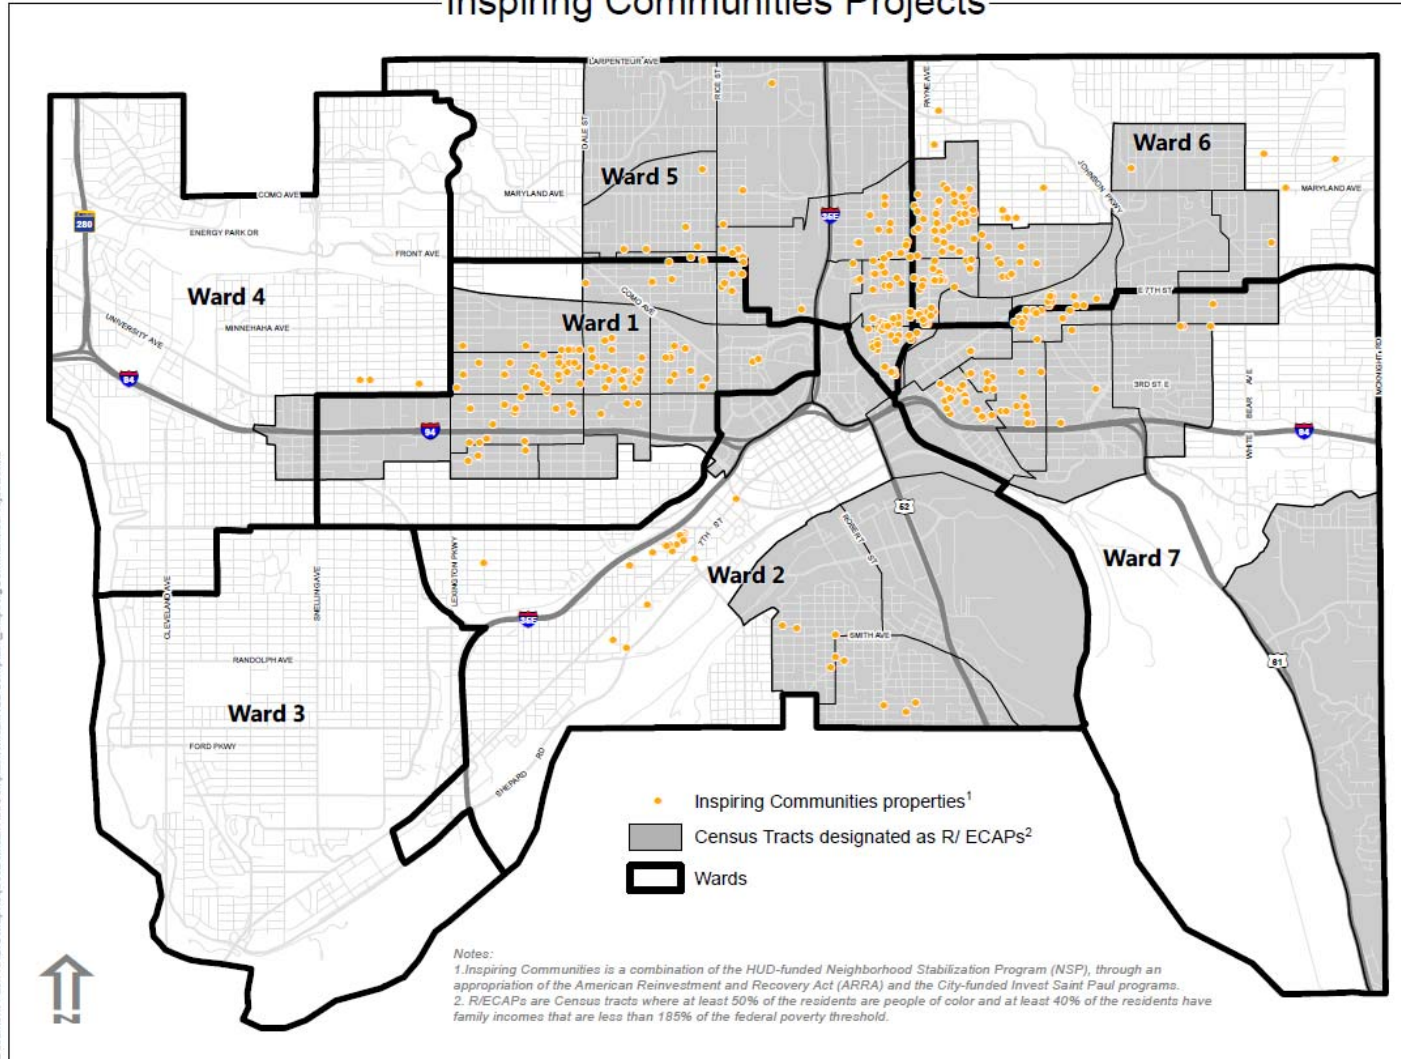 Inspiring Communities Projects
LARPENTEUR AVE
RICE ST
PAYNE AVE
DALE ST
Ward 6
JOHNSON PKWY
Ward 5
MARYLAND AVE
MARYLAND AVE
COMO AVE
280
35E
ENERGY PARK DR
FRONT AVE
Ward 4
COMO AVE
E 7TH ST
UNIVERSITY AVE
MINNEHAHA AVE
Ward 1
94
3RD ST E
WHITE BEAR AVE
MCKNIGHT RD
94
94
52
7TH ST
ROBERT ST
LEXINGTON PKWY
Ward 2
Ward 7
CLEVELAND AVE
SNELLING AVE
35E
SMITH AVE
RANDOLPH AVE
61
Ward 3
FORD PKWY
SHEPARD RD
Inspiring Communities properties1
Census Tracts designated as R/ ECAPs2
Wards
N
Notes:
1.Inspiring Communities is a combination of the HUD-funded Neighborhood Stabilization Program (NSP), through an
appropriation of the American Reinvestment and Recovery Act (ARRA) and the City-funded Invest Saint Paul programs.
2. R/ECAPs are Census tracts where at least 50% of the residents are people of color and at least 40% of the residents have
family incomes that are less than 185% of the federal poverty threshold.